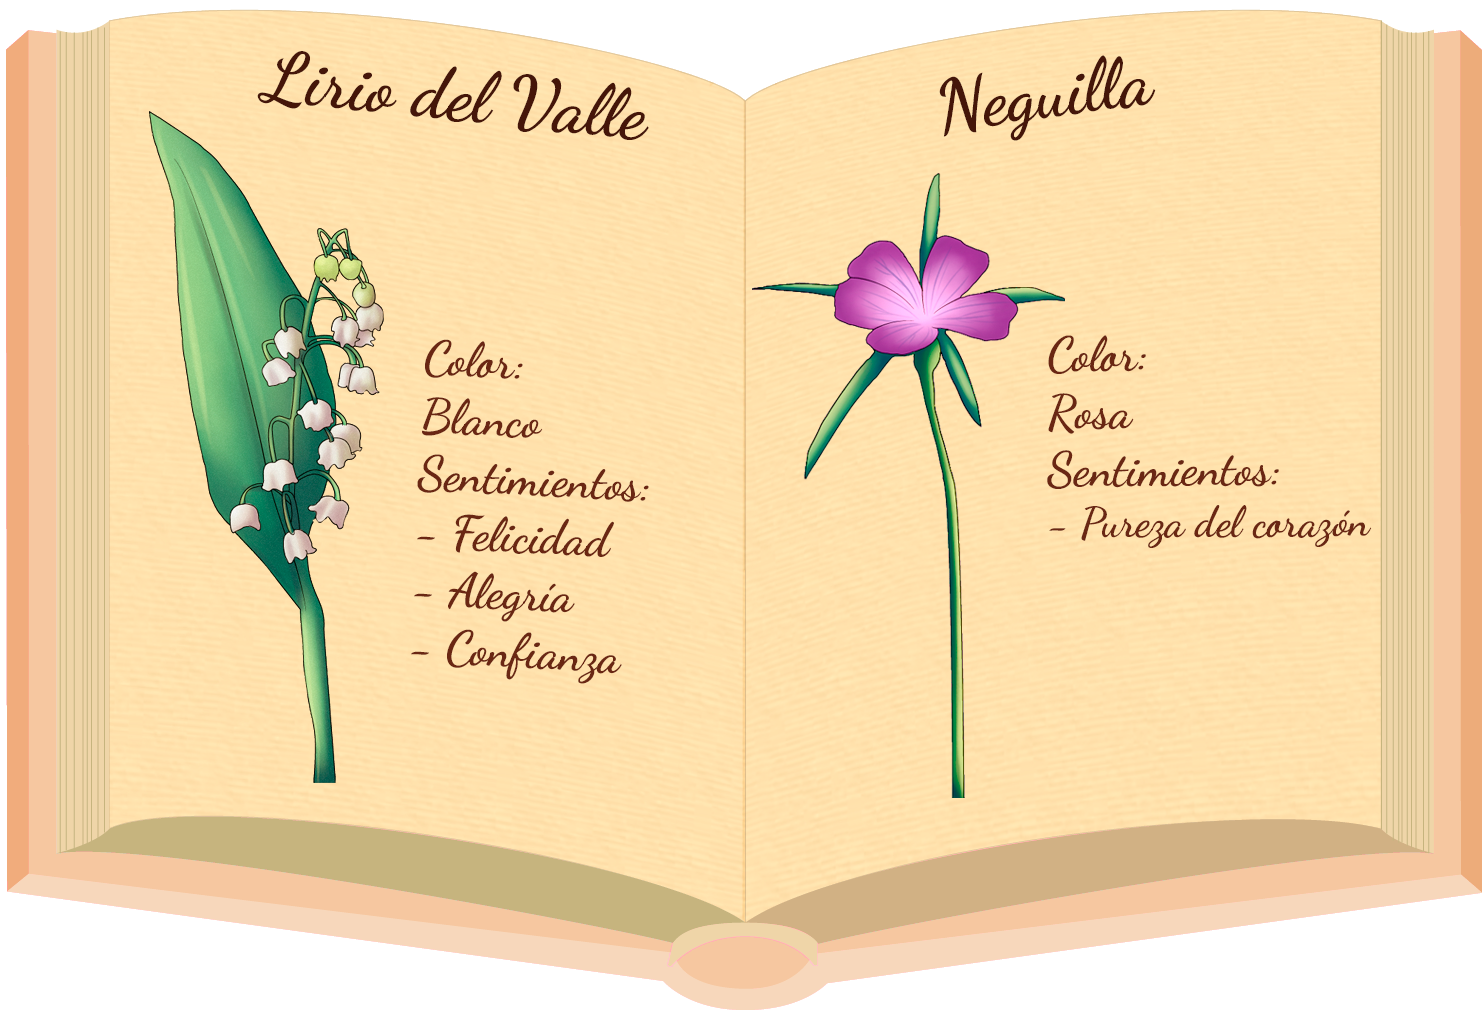 Lirio del Valle
Color:
Blanco
Sentimientos:
- Felicidad
- Alegría
- Confianza
Neguilla
Color:
Rosa
Sentimientos:
- Pureza del corazón